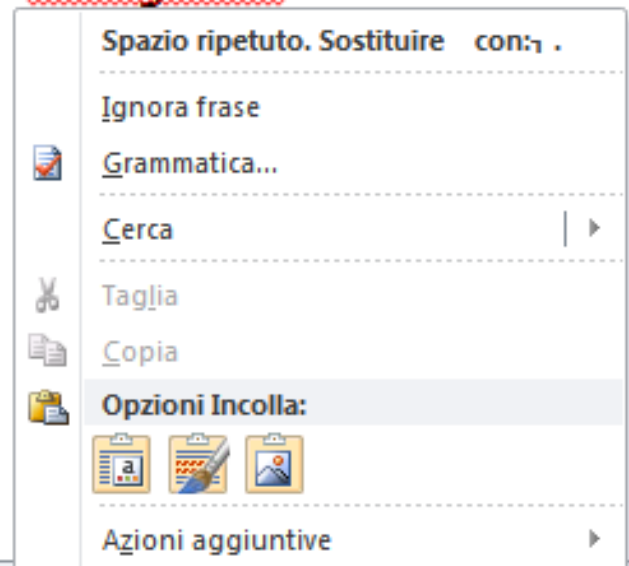 Spazio ripetuto. Sostituire con:┐ .
Ignora frase
Grammatica...
Cerca
Taglia
Copia
Opzioni Incolla:
a
Azioni aggiuntive